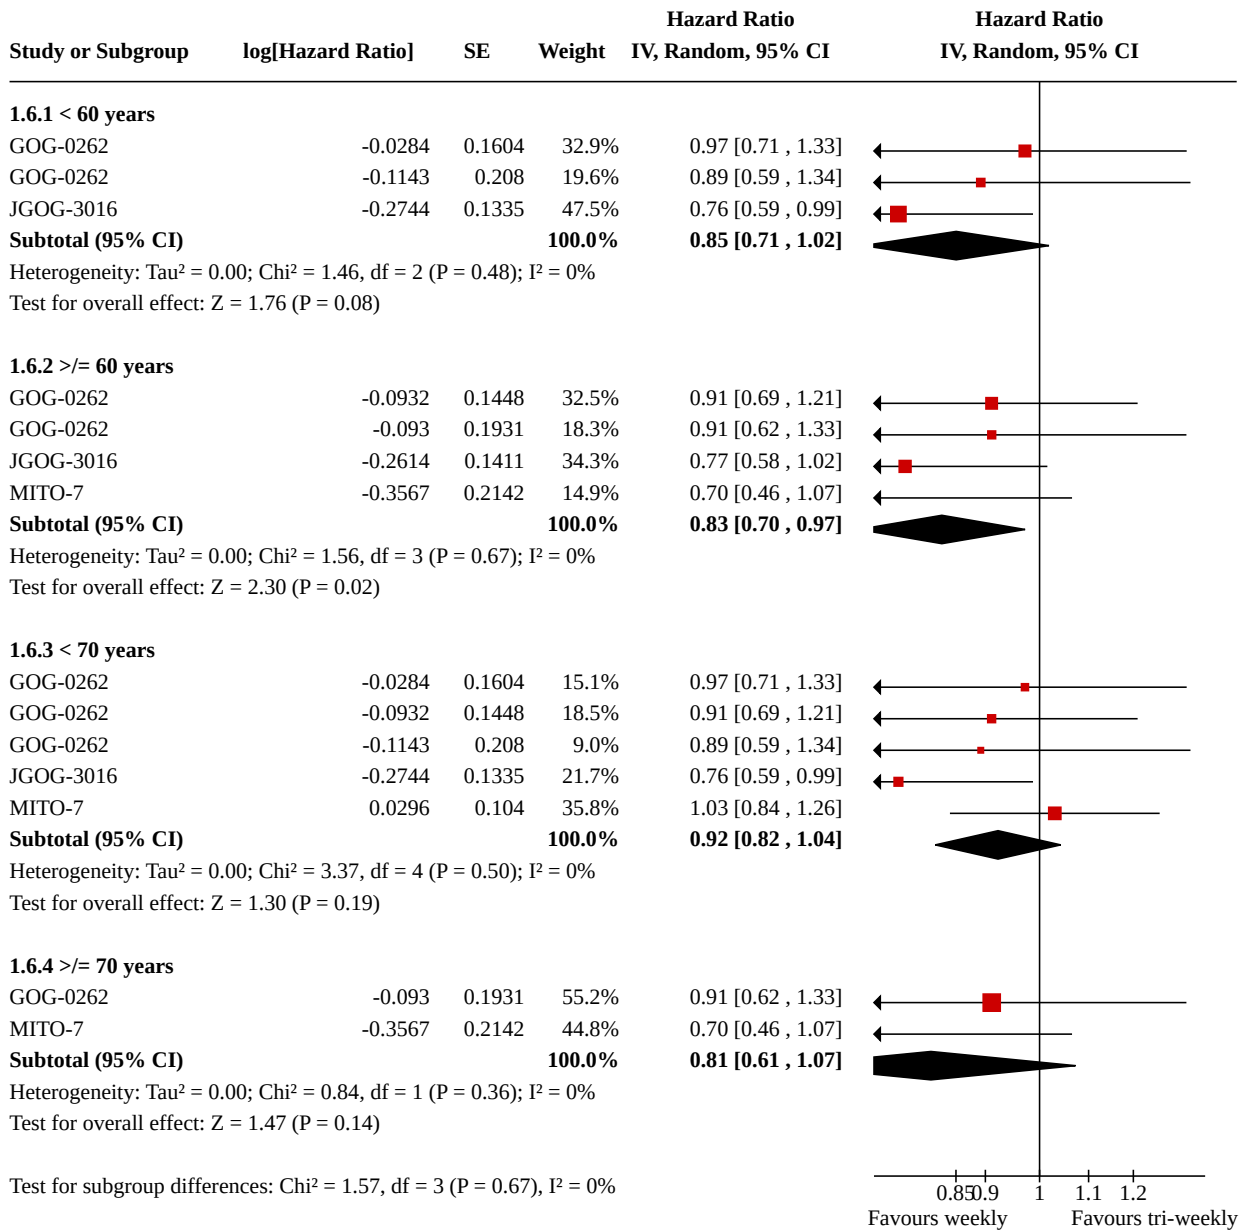 Hazard Ratio Hazard Ratio
Study or Subgroup log[Hazard Ratio] SE Weight IV, Random, 95% CI IV, Random, 95% CI
1.6.1 < 60 years
GOG-0262 -0.0284 0.1604 32.9% 0.97 [0.71 , 1.33]
GOG-0262 -0.1143 0.208 19.6% 0.89 [0.59 , 1.34]
JGOG-3016 -0.2744 0.1335 47.5% 0.76 [0.59 , 0.99]
Subtotal (95% CI) 100.0% 0.85 [0.71 , 1.02]
Heterogeneity: Tau² = 0.00; Chi² = 1.46, df = 2 (P = 0.48); I² = 0%
Test for overall effect: Z = 1.76 (P = 0.08)
1.6.2 >/= 60 years
GOG-0262 -0.0932 0.1448 32.5% 0.91 [0.69 , 1.21]
GOG-0262 -0.093 0.1931 18.3% 0.91 [0.62 , 1.33]
JGOG-3016 -0.2614 0.1411 34.3% 0.77 [0.58 , 1.02]
MITO-7 -0.3567 0.2142 14.9% 0.70 [0.46 , 1.07]
Subtotal (95% CI) 100.0% 0.83 [0.70 , 0.97]
Heterogeneity: Tau² = 0.00; Chi² = 1.56, df = 3 (P = 0.67); I² = 0%
Test for overall effect: Z = 2.30 (P = 0.02)
1.6.3 < 70 years
GOG-0262 -0.0284 0.1604 15.1% 0.97 [0.71 , 1.33]
GOG-0262 -0.0932 0.1448 18.5% 0.91 [0.69 , 1.21]
GOG-0262 -0.1143 0.208 9.0% 0.89 [0.59 , 1.34]
JGOG-3016 -0.2744 0.1335 21.7% 0.76 [0.59 , 0.99]
MITO-7 0.0296 0.104 35.8% 1.03 [0.84 , 1.26]
Subtotal (95% CI) 100.0% 0.92 [0.82 , 1.04]
Heterogeneity: Tau² = 0.00; Chi² = 3.37, df = 4 (P = 0.50); I² = 0%
Test for overall effect: Z = 1.30 (P = 0.19)
1.6.4 >/= 70 years
GOG-0262 -0.093 0.1931 55.2% 0.91 [0.62 , 1.33]
MITO-7 -0.3567 0.2142 44.8% 0.70 [0.46 , 1.07]
Subtotal (95% CI) 100.0% 0.81 [0.61 , 1.07]
Heterogeneity: Tau² = 0.00; Chi² = 0.84, df = 1 (P = 0.36); I² = 0%
Test for overall effect: Z = 1.47 (P = 0.14)
Test for subgroup differences: Chi² = 1.57, df = 3 (P = 0.67), I² = 0%
0.85 0.9 1 1.1 1.2
Favours weekly Favours tri-weekly